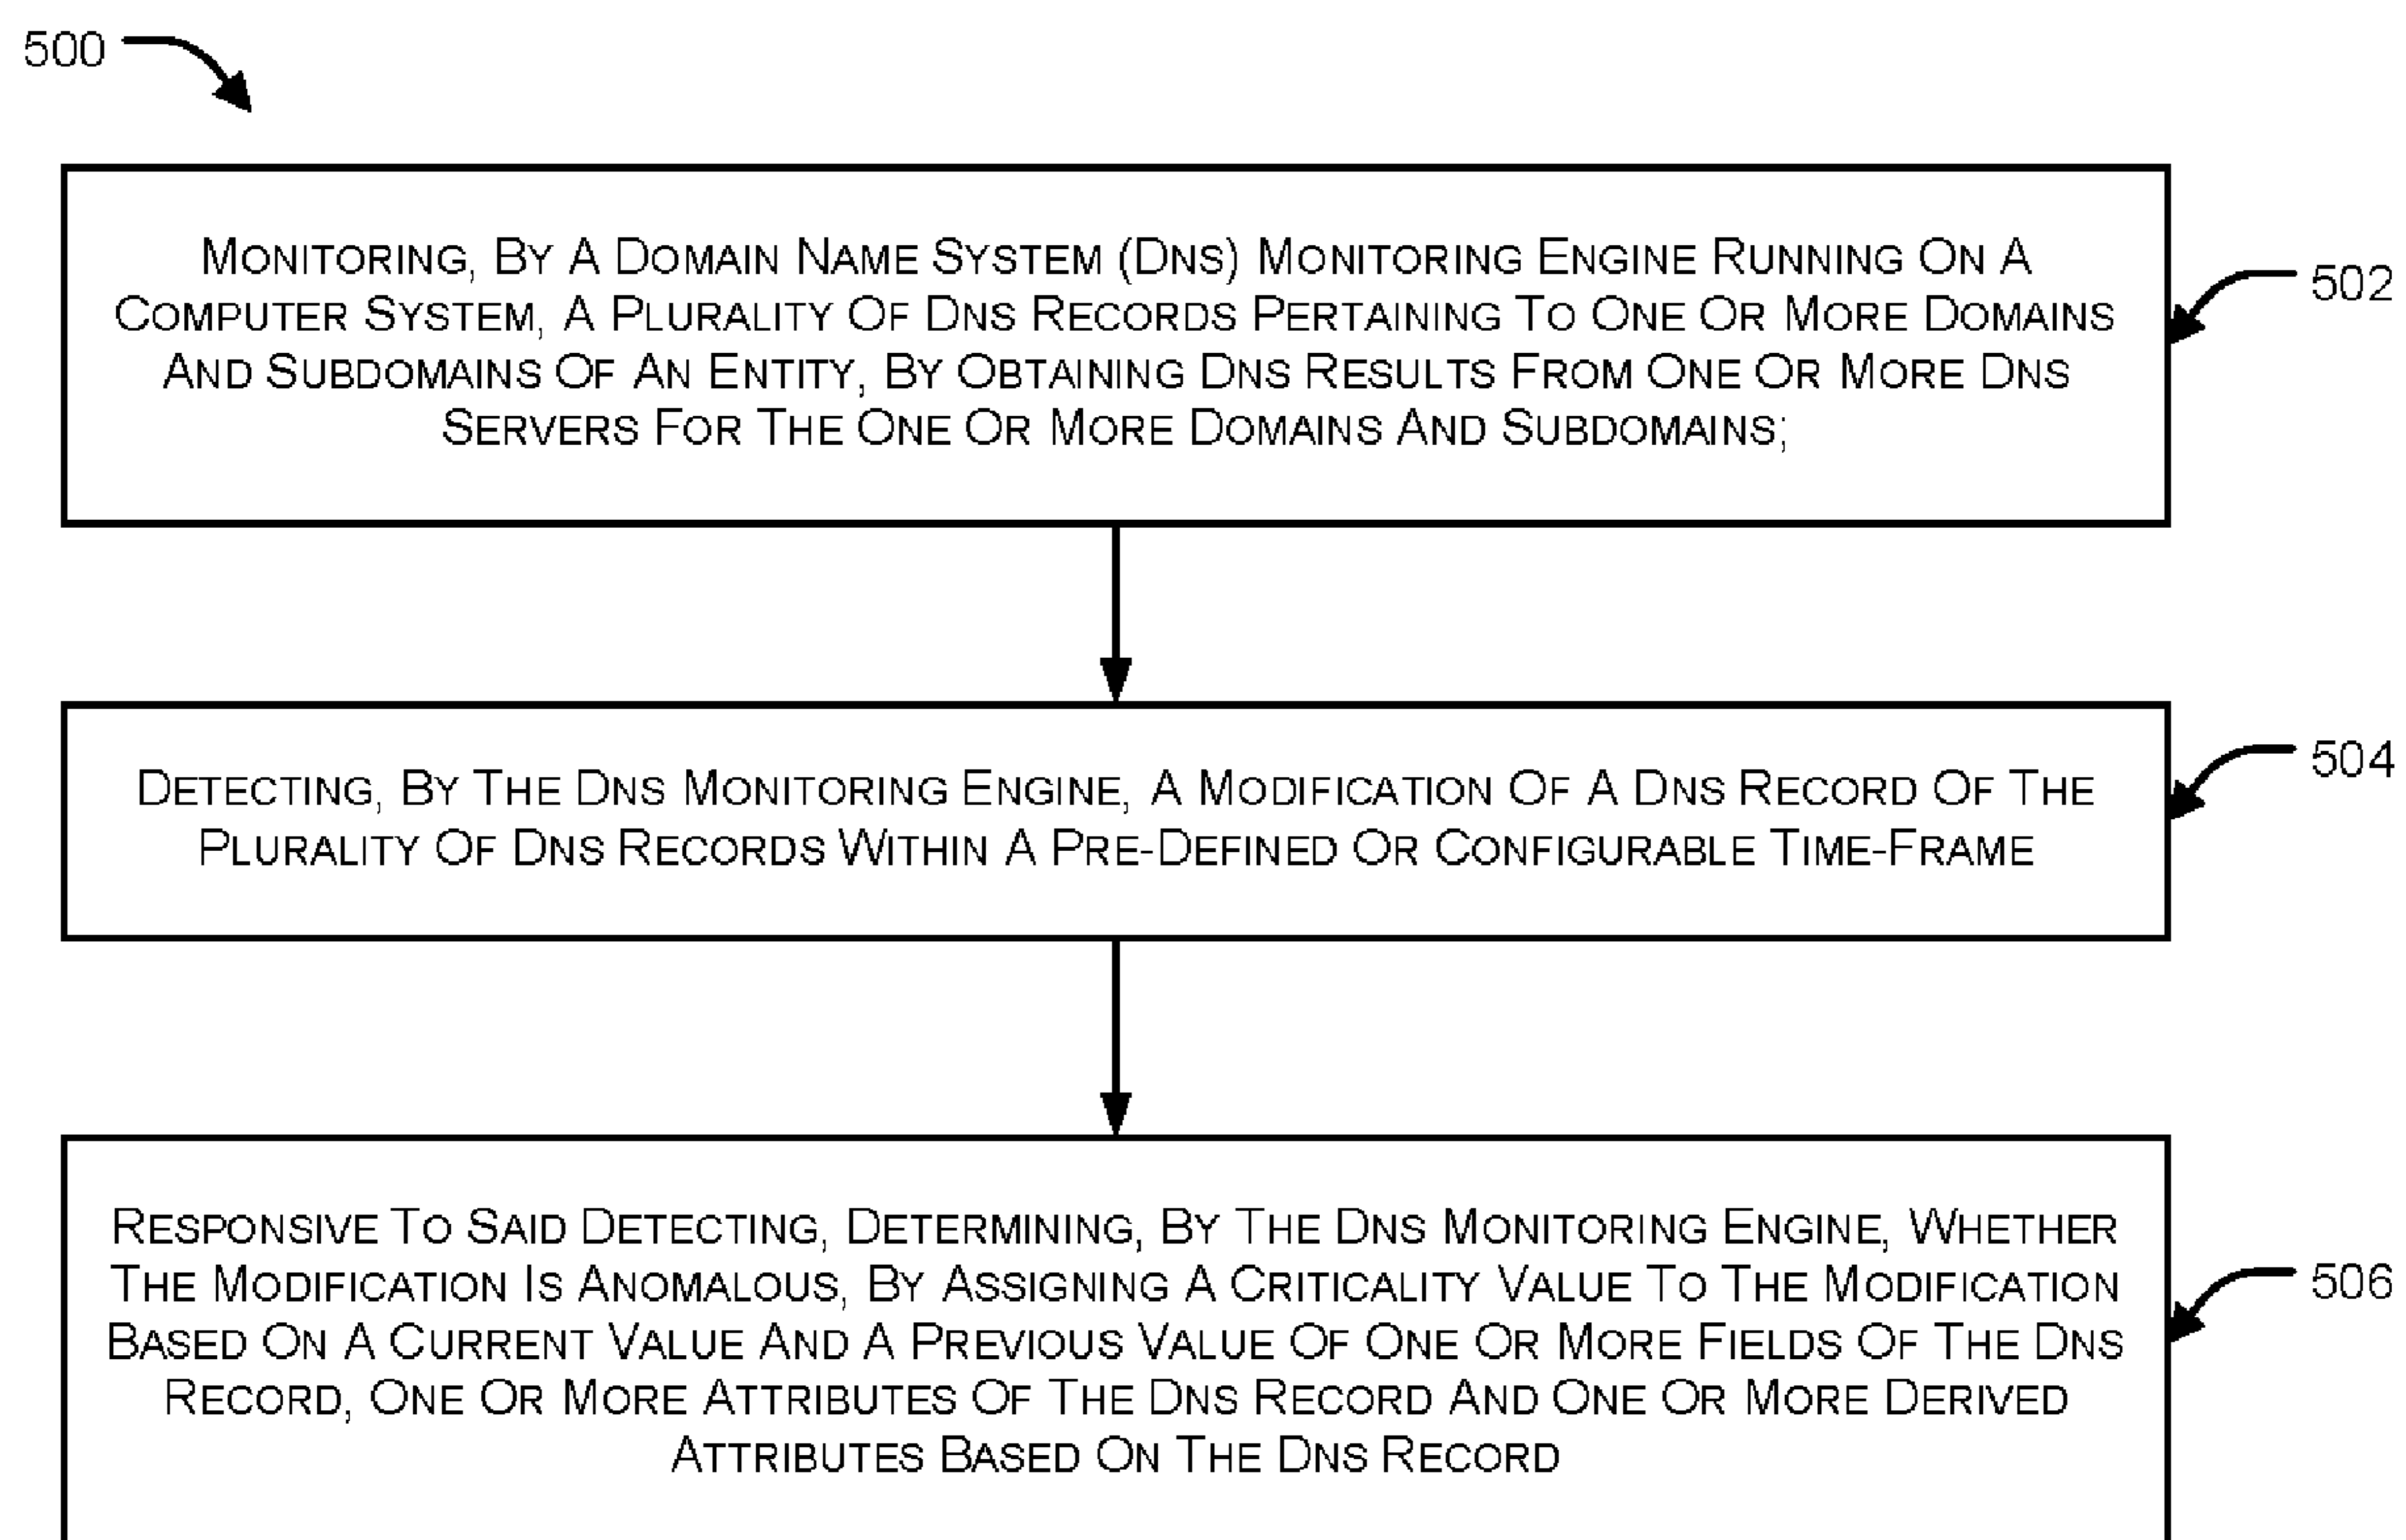 500
MONITORING, BY A DOMAIN NAME SYSTEM (DNS) MONITORING ENGINE RUNNING ON A
COMPUTER SYSTEM, A PLURALITY OF DNS RECORDS PERTAINING TO ONE OR MORE DOMAINS
AND SUBDOMAINS OF AN ENTITY, BY OBTAINING DNS RESULTS FROM ONE OR MORE DNS
SERVERS FOR THE ONE OR MORE DOMAINS AND SUBDOMAINS;
502
DETECTING, BY THE DNS MONITORING ENGINE, A MODIFICATION OF A DNS RECORD OF THE
PLURALITY OF DNS RECORDS WITHIN A PRE-DEFINED OR CONFIGURABLE TIME-FRAME
504
RESPONSIVE TO SAID DETECTING, DETERMINING, BY THE DNS MONITORING ENGINE, WHETHER
THE MODIFICATION IS ANOMALOUS, BY ASSIGNING A CRITICALITY VALUE TO THE MODIFICATION
BASED ON A CURRENT VALUE AND A PREVIOUS VALUE OF ONE OR MORE FIELDS OF THE DNS
RECORD, ONE OR MORE ATTRIBUTES OF THE DNS RECORD AND ONE OR MORE DERIVED
ATTRIBUTES BASED ON THE DNS RECORD
506